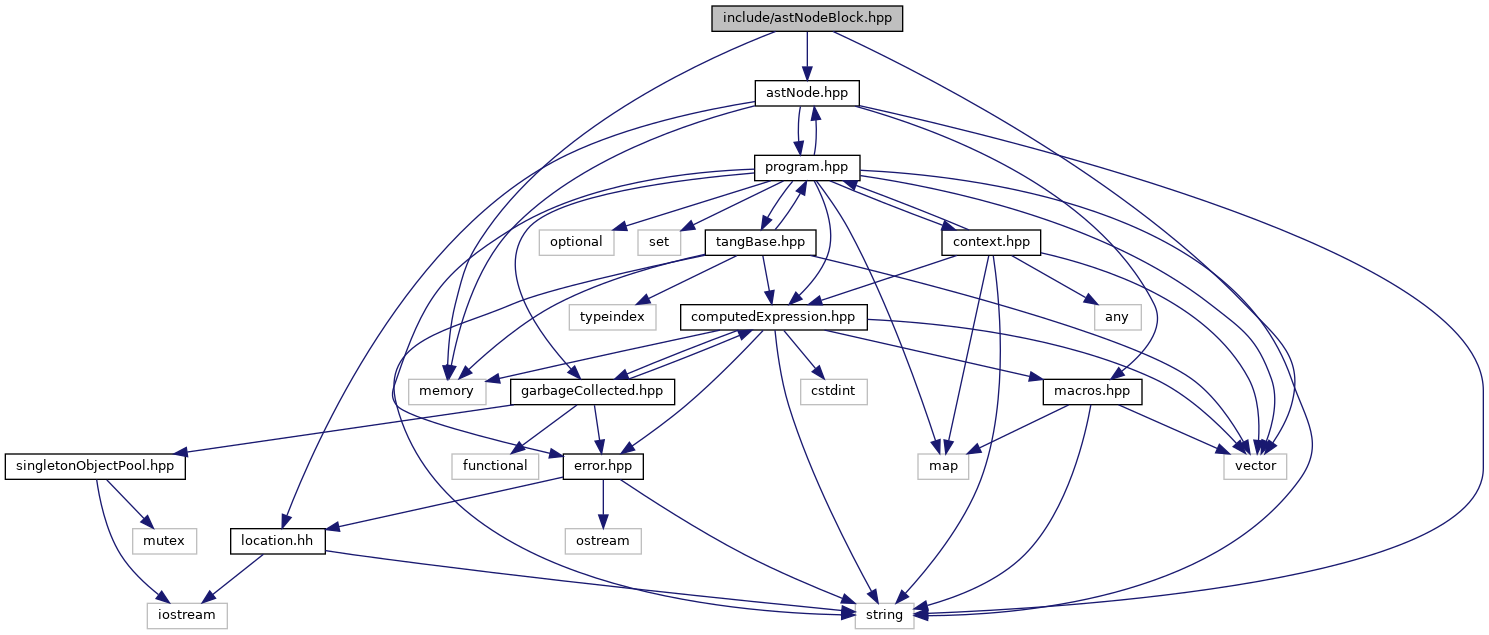 include/astNodeBlock.hpp
astNode.hpp
program.hpp
optional
set
tangBase.hpp
context.hpp
typeindex
computedExpression.hpp
any
memory
garbageCollected.hpp
cstdint
macros.hpp
singletonObjectPool.hpp
functional
error.hpp
map
vector
mutex
location.hh
ostream
iostream
string